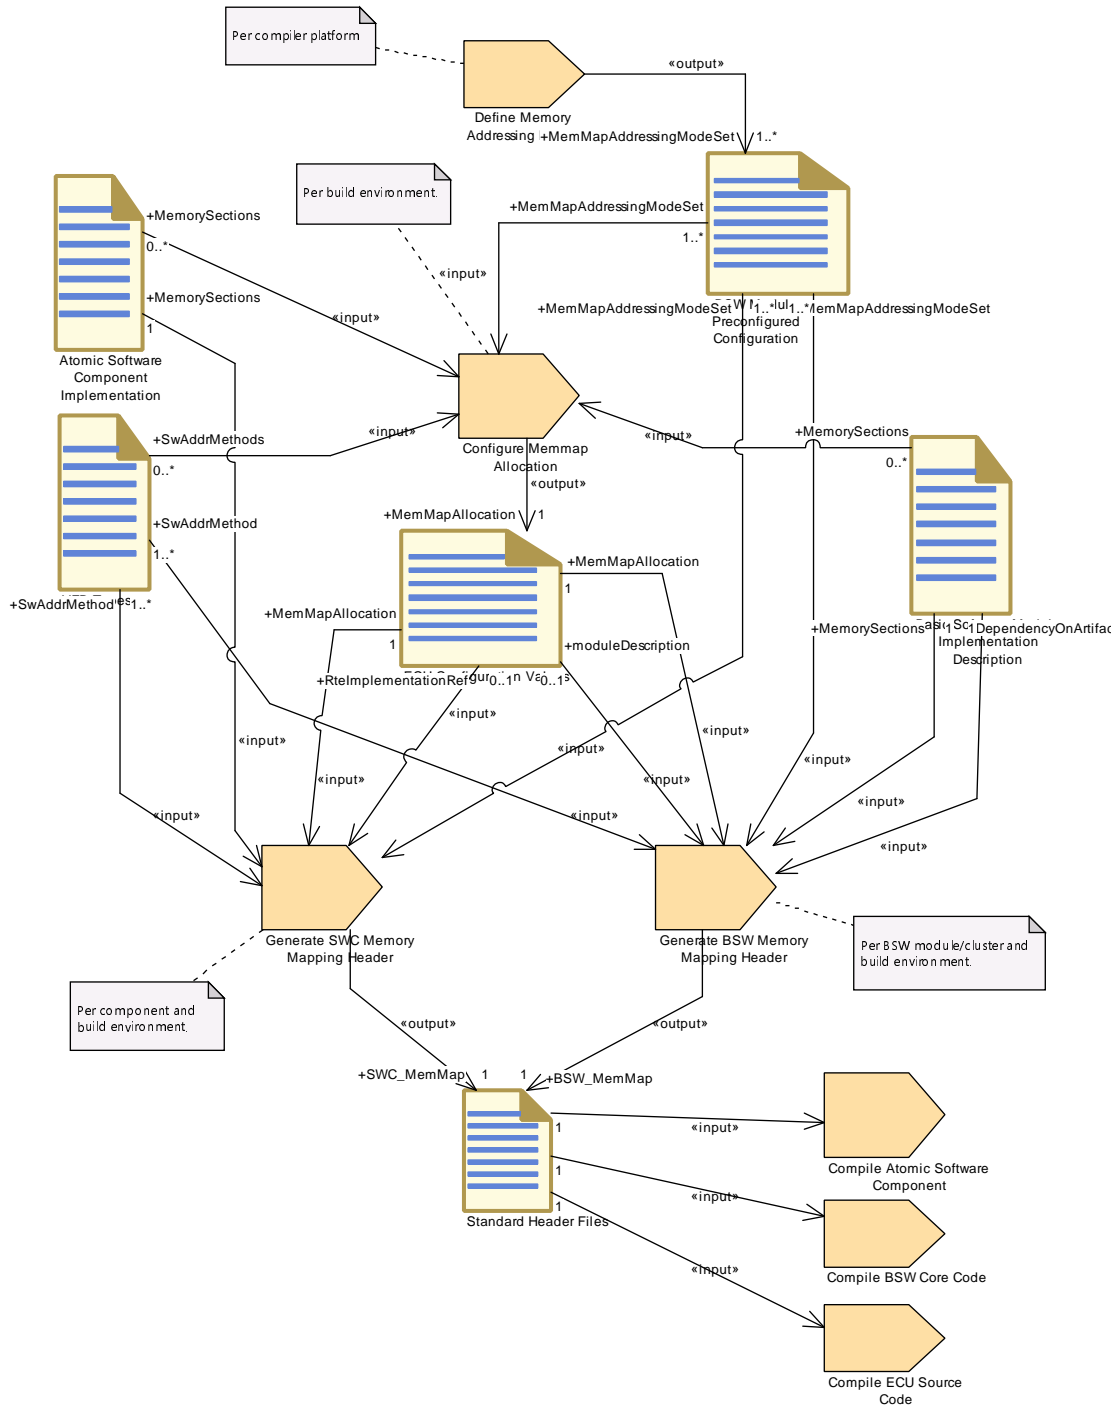 Per compiler platform
«output»
Define Memory
Addressing
+MemMapAddressingModeSet
1..*
Per build environment.
+MemMapAddressingModeSet
1..*
+MemorySections
0..*
«input»
+MemorySections
1
«input»
+MemMapAddressingModeSet
1..*
1..*
MemMapAddressingModeSet
Preconfigured
Configuration
Atomic Software
Component
Implementation
+SwAddrMethods
0..*
«input»
«input»
+MemorySections
0..*
Configure Memmap
Allocation
«output»
+MemMapAllocation
1
+SwAddrMethod
1..*
+MemMapAllocation
1
+SwAddrMethod
1..*
+MemMapAllocation
1
+MemorySections
1
1
DependencyOnArtifac
Implementation
Description
+moduleDescription
+RteImplementationRef
0..1
0..1
«input»
«input»
«input»
«input»
«input»
«input»
«input»
«input»
«input»
«input»
«input»
Generate SWC Memory
Mapping Header
Generate BSW Memory
Mapping Header
Per BSW module/cluster and
build environment.
Per component and
build environment.
«output»
«output»
+SWC_MemMap
1
1
+BSW_MemMap
1
«input»
1
«input»
1
«input»
Standard Header Files
Compile Atomic Software
Component
Compile BSW Core Code
Compile ECU Source
Code